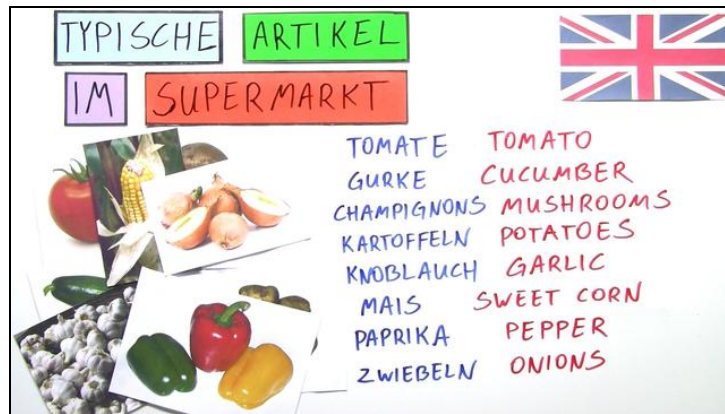 TYPISCHE ARTIKEL
IM SUPERMARKT
TOMATE TOMATO
GURKE CUCUMBER
CHAMPIGNONS MUSHROOMS
KARTOFFELN POTATOES
KNOBLAUCH GARLIC
MAIS SWEET CORN
PAPRIKA PEPPER
ZWIEBELN ONIONS